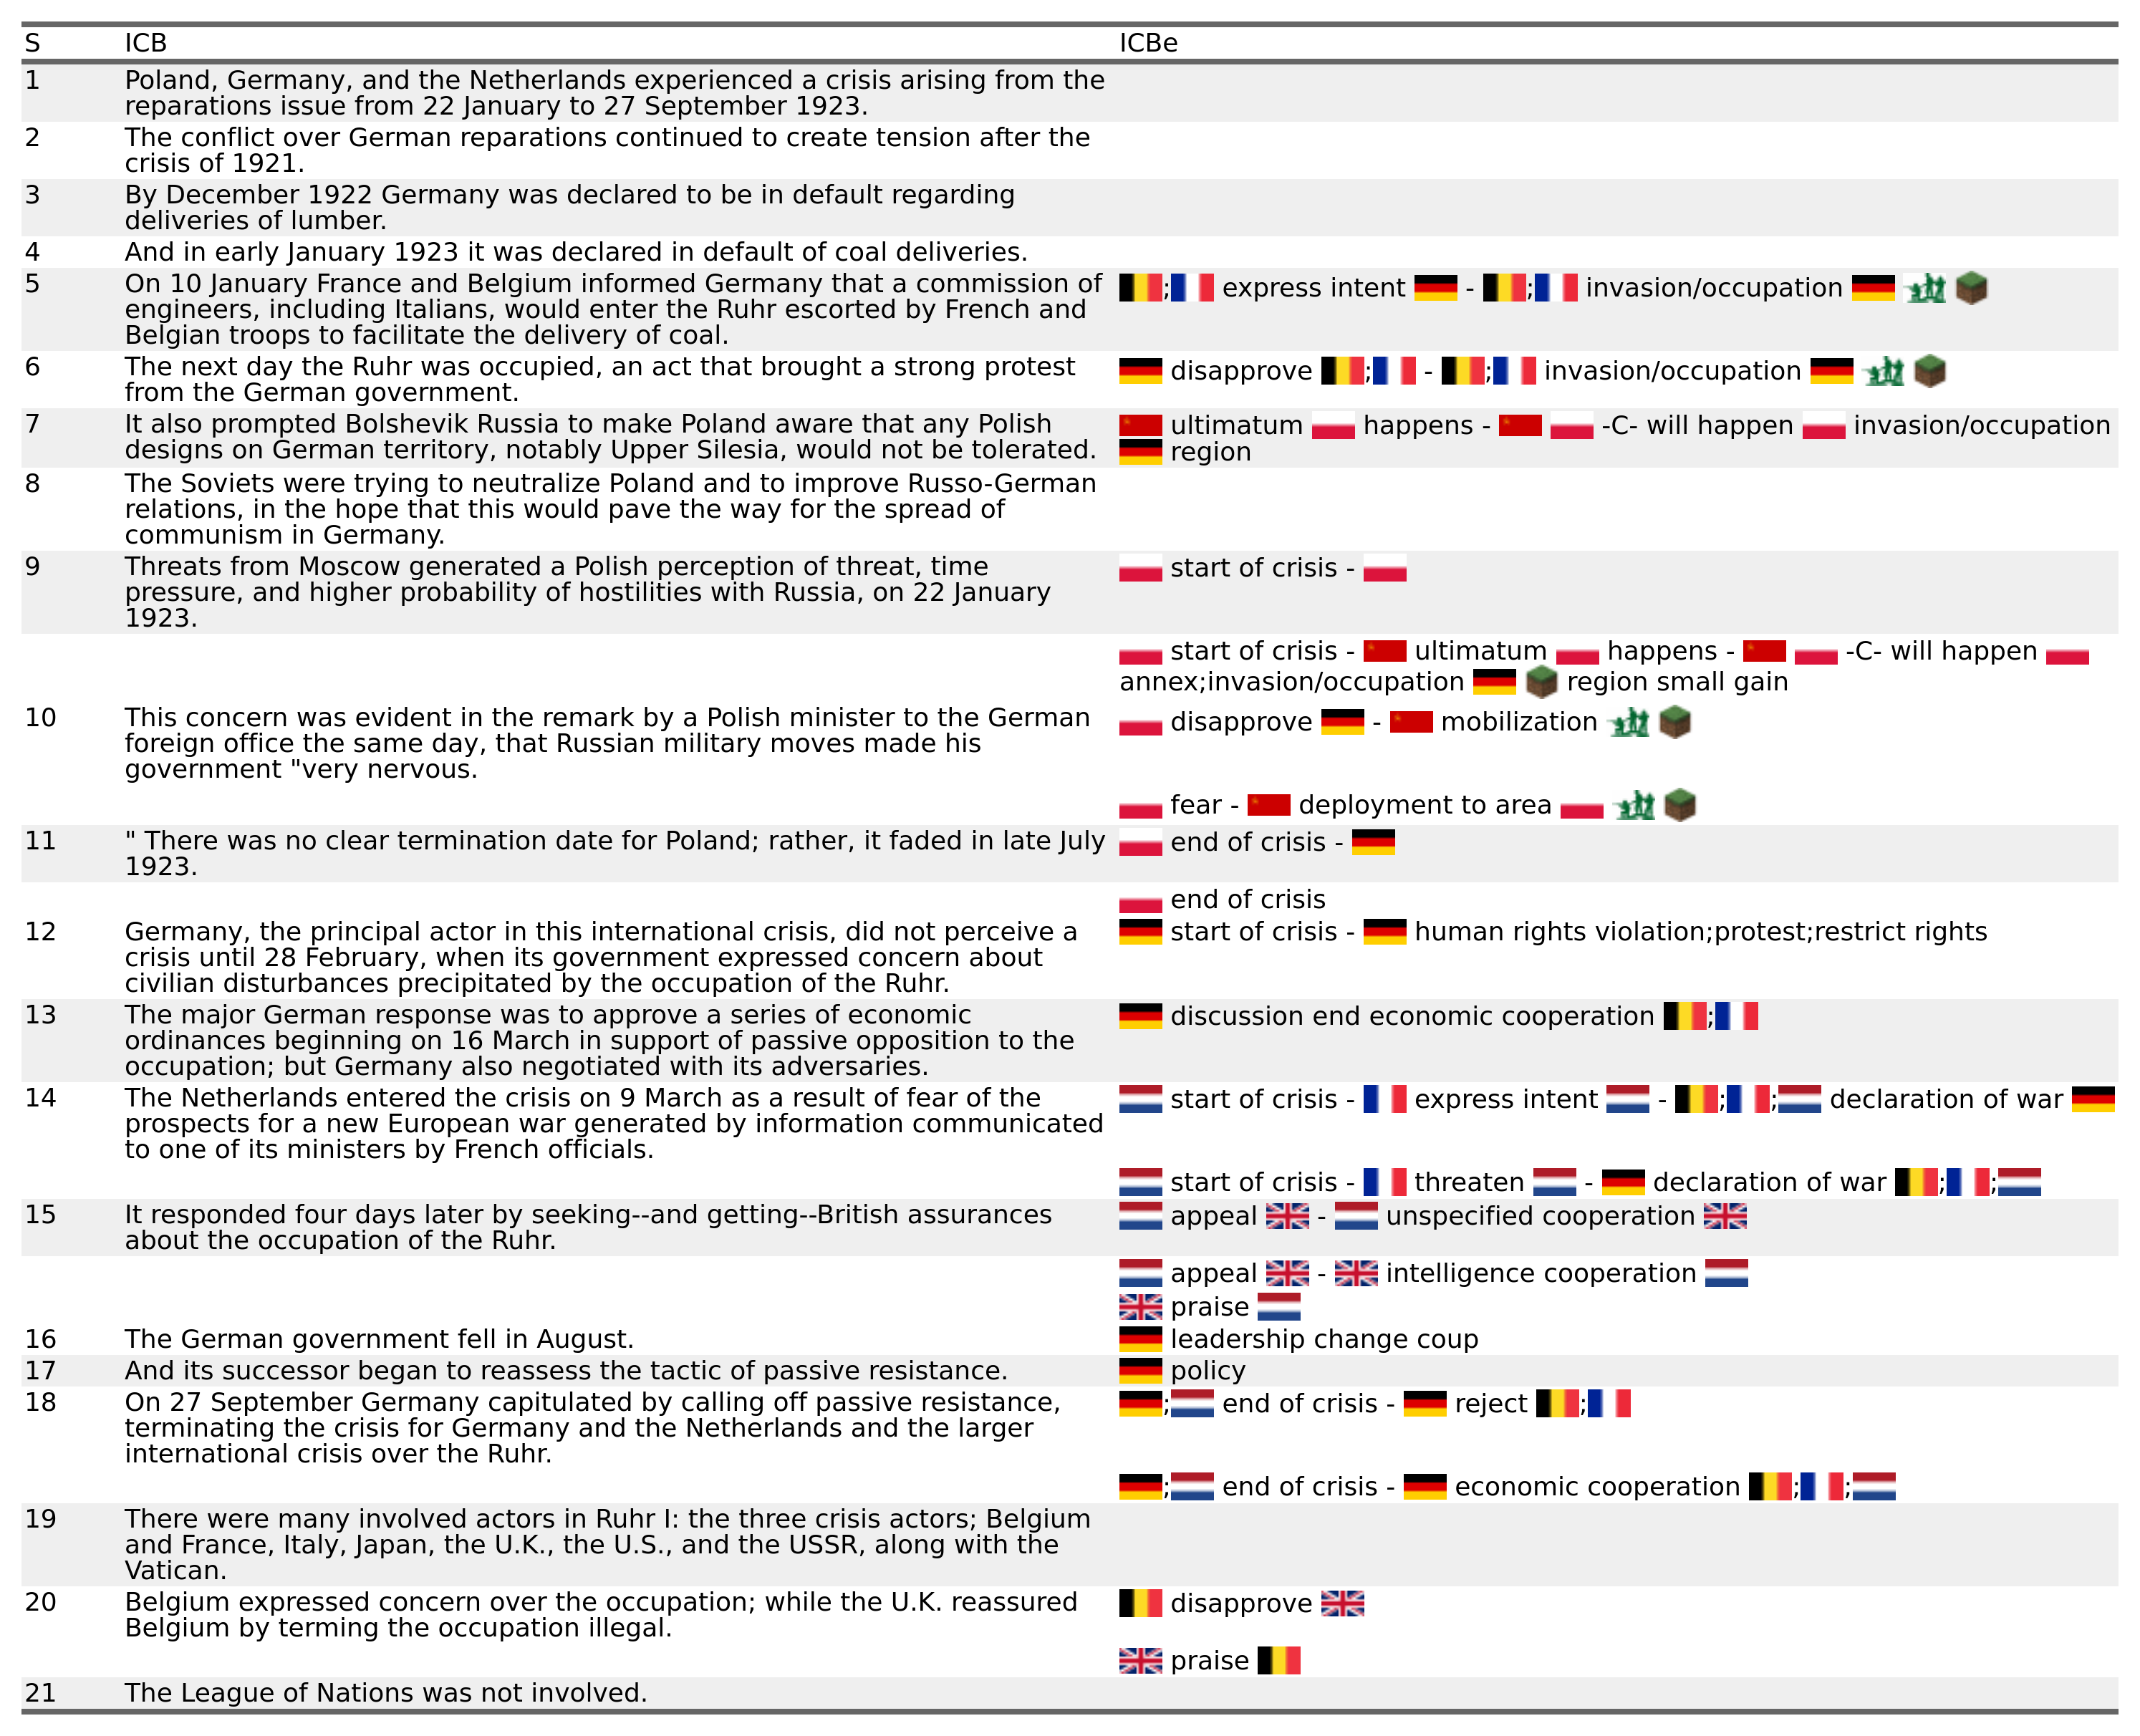 S ICB ICBe
1 Poland, Germany, and the Netherlands experienced a crisis arising from the
reparations issue from 22 January to 27 September 1923.
2 The conflict over German reparations continued to create tension after the
crisis of 1921.
3 By December 1922 Germany was declared to be in default regarding
deliveries of lumber.
4 And in early January 1923 it was declared in default of coal deliveries.
5 On 10 January France and Belgium informed Germany that a commission of ; express intent - ; invasion/occupation
engineers, including Italians, would enter the Ruhr escorted by French and
Belgian troops to facilitate the delivery of coal.
6 The next day the Ruhr was occupied, an act that brought a strong protest disapprove ; - ; invasion/occupation
from the German government.
7 It also prompted Bolshevik Russia to make Poland aware that any Polish ultimatum happens - -C- will happen invasion/occupation
designs on German territory, notably Upper Silesia, would not be tolerated. region
8 The Soviets were trying to neutralize Poland and to improve Russo-German
relations, in the hope that this would pave the way for the spread of
communism in Germany.
9 Threats from Moscow generated a Polish perception of threat, time start of crisis -
pressure, and higher probability of hostilities with Russia, on 22 January
1923.
start of crisis - ultimatum happens - -C- will happen
annex;invasion/occupation region small gain
10 This concern was evident in the remark by a Polish minister to the German disapprove - mobilization
foreign office the same day, that Russian military moves made his
government "very nervous.
fear - deployment to area
11 " There was no clear termination date for Poland; rather, it faded in late July end of crisis -
1923.
end of crisis
12 Germany, the principal actor in this international crisis, did not perceive a start of crisis - human rights violation;protest;restrict rights
crisis until 28 February, when its government expressed concern about
civilian disturbances precipitated by the occupation of the Ruhr.
13 The major German response was to approve a series of economic discussion end economic cooperation ;
ordinances beginning on 16 March in support of passive opposition to the
occupation; but Germany also negotiated with its adversaries.
14 The Netherlands entered the crisis on 9 March as a result of fear of the start of crisis - express intent - ; ; declaration of war
prospects for a new European war generated by information communicated
to one of its ministers by French officials.
start of crisis - threaten - declaration of war ; ;
15 It responded four days later by seeking--and getting--British assurances appeal - unspecified cooperation
about the occupation of the Ruhr.
appeal - intelligence cooperation
praise
16 The German government fell in August. leadership change coup
17 And its successor began to reassess the tactic of passive resistance. policy
18 On 27 September Germany capitulated by calling off passive resistance, ; end of crisis - reject ;
terminating the crisis for Germany and the Netherlands and the larger
international crisis over the Ruhr.
; end of crisis - economic cooperation ; ;
19 There were many involved actors in Ruhr I: the three crisis actors; Belgium
and France, Italy, Japan, the U.K., the U.S., and the USSR, along with the
Vatican.
20 Belgium expressed concern over the occupation; while the U.K. reassured disapprove
Belgium by terming the occupation illegal.
praise
21 The League of Nations was not involved.